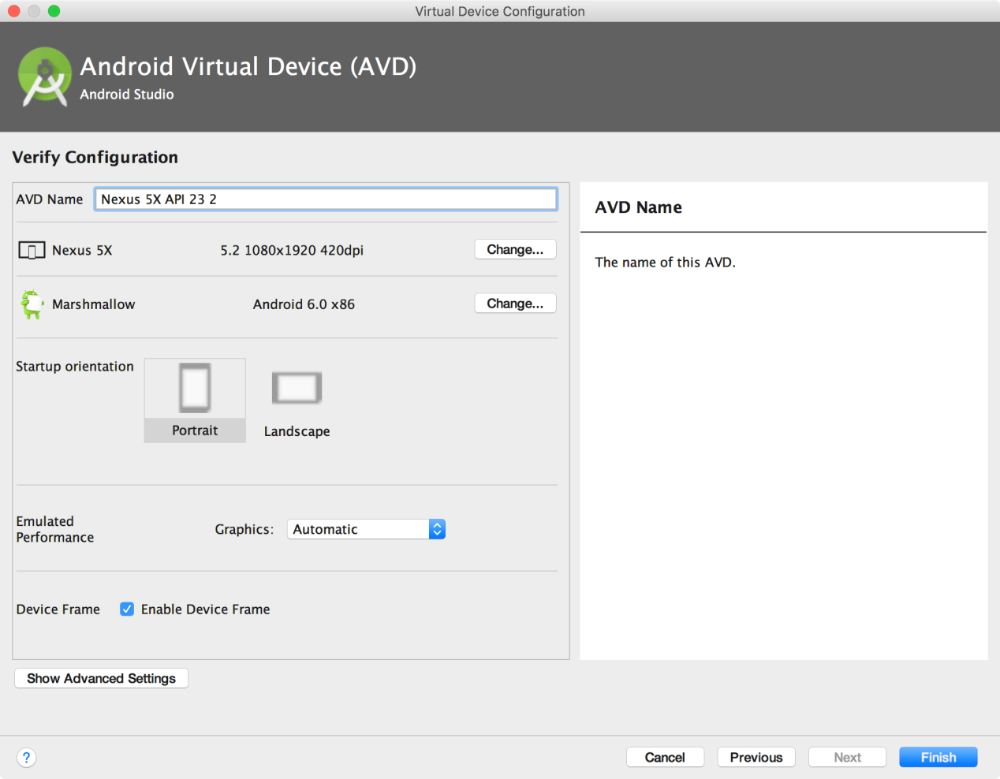 Virtual Device Configuration
Android Virtual Device (AVD)
Android Studio
Verify Configuration
AVD Name
Nexus 5X API 23 2
Nexus 5X
5.2 1080x1920 420dpi
Change...
Marshmallow
Android 6.0 x86
Change...
Startup orientation
Portrait
Landscape
Emulated
Performance
Graphics:
Automatic
Device Frame
Enable Device Frame
AVD Name
The name of this AVD.
Show Advanced Settings
?
Cancel
Previous
Next
Finish